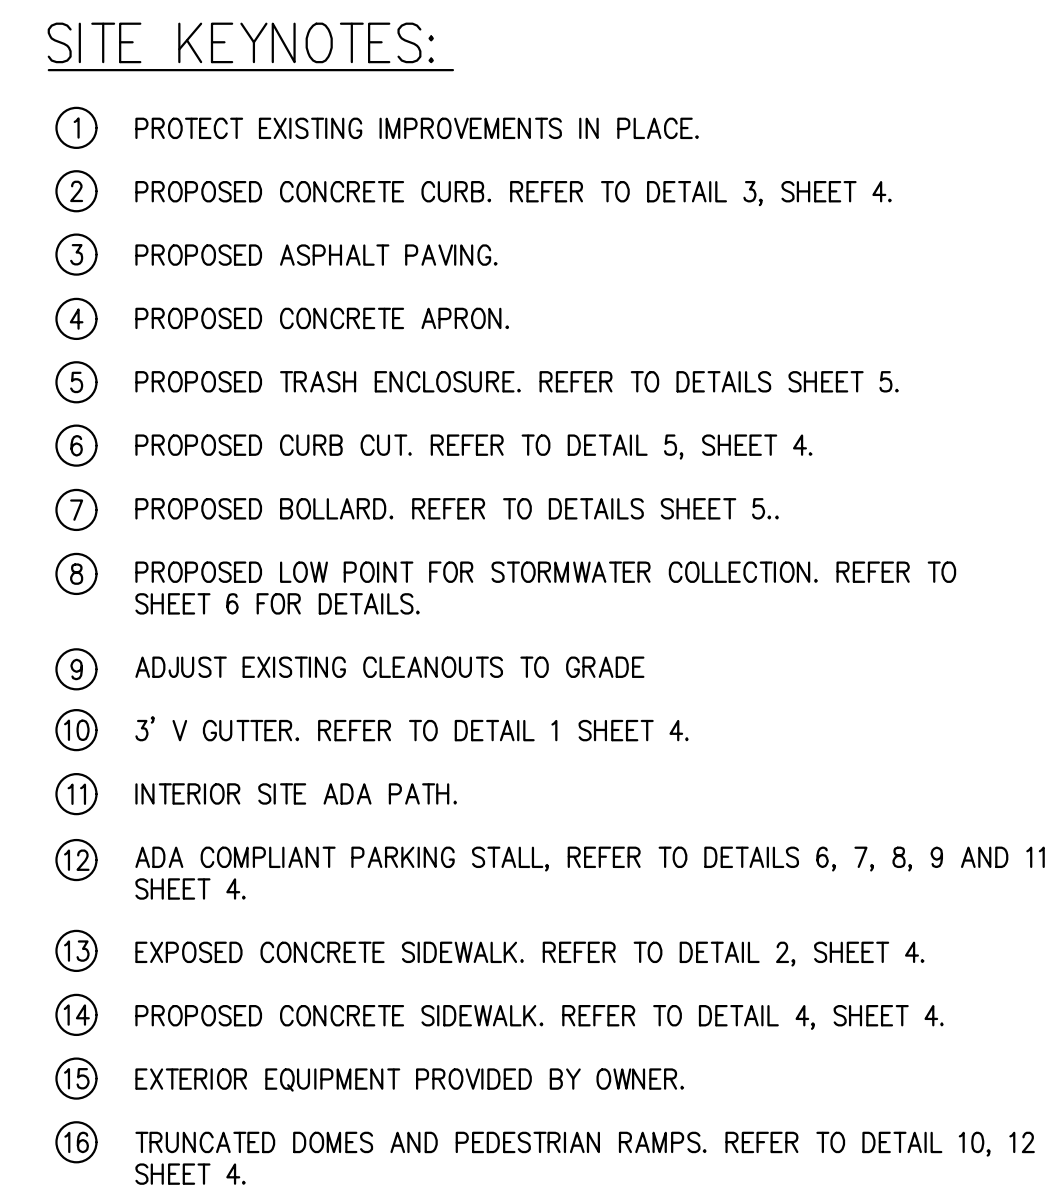 SITE KEYNOTES:
1 PROTECT EXISTING IMPROVEMENTS IN PLACE.
2 PROPOSED CONCRETE CURB. REFER TO DETAIL 3, SHEET 4.
3 PROPOSED ASPHALT PAVING.
4 PROPOSED CONCRETE APRON.
5 PROPOSED TRASH ENCLOSURE. REFER TO DETAILS SHEET 5.
6 PROPOSED CURB CUT. REFER TO DETAIL 5, SHEET 4.
7 PROPOSED BOLLARD. REFER TO DETAILS SHEET 5..
8 PROPOSED LOW POINT FOR STORMWATER COLLECTION. REFER TO
SHEET 6 FOR DETAILS.
9 ADJUST EXISTING CLEANOUTS TO GRADE
10 3' V GUTTER. REFER TO DETAIL 1 SHEET 4.
11 INTERIOR SITE ADA PATH.
12 ADA COMPLIANT PARKING STALL, REFER TO DETAILS 6, 7, 8, 9 AND 11
SHEET 4.
13 EXPOSED CONCRETE SIDEWALK. REFER TO DETAIL 2, SHEET 4.
14 PROPOSED CONCRETE SIDEWALK. REFER TO DETAIL 4, SHEET 4.
15 EXTERIOR EQUIPMENT PROVIDED BY OWNER.
16 TRUNCATED DOMES AND PEDESTRIAN RAMPS. REFER TO DETAIL 10, 12
SHEET 4.